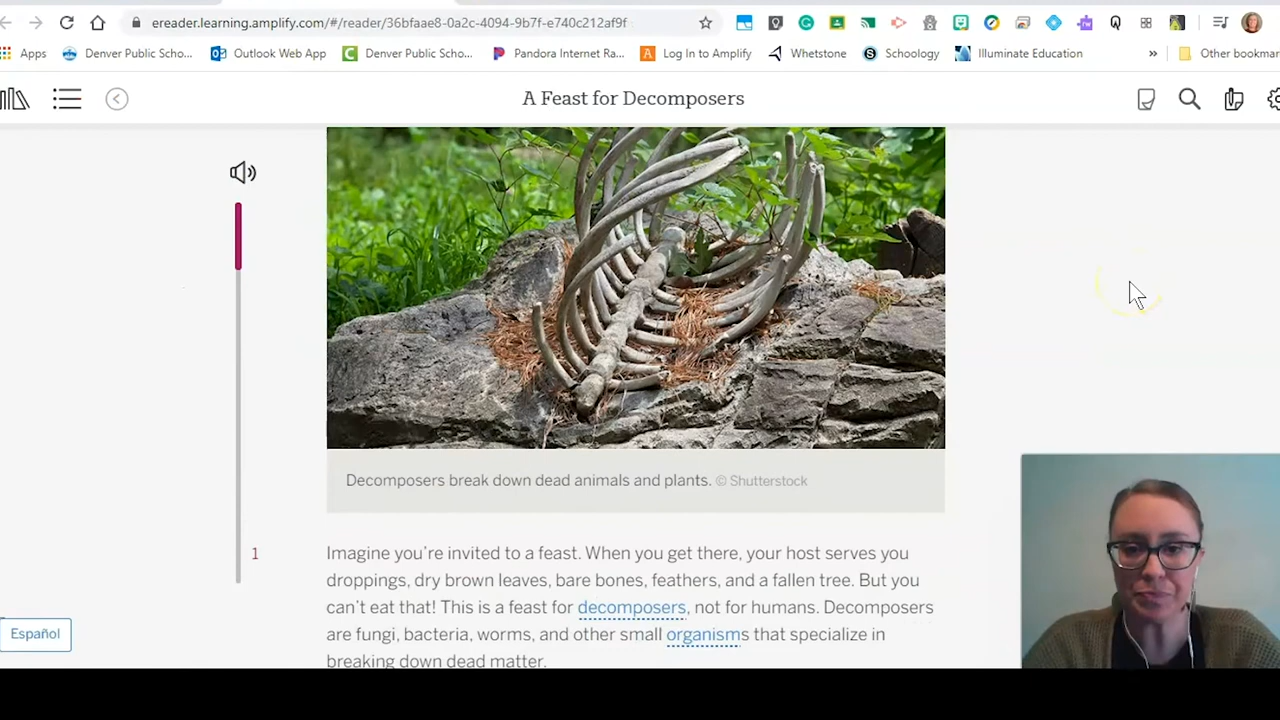 ereader.learning.amplify.com/#/reader/36bfaae8-0a2c-4094-9b7f-e740c212af9f
Apps Denver Public Scho... Outlook Web App Denver Public Scho... Pandora Internet Ra... Log In to Amplify Whetstone Schoology Illuminate Education » Other bookmar
A Feast for Decomposers
Decomposers break down dead animals and plants. © Shutterstock
1
Imagine you're invited to a feast. When you get there, your host serves you
droppings, dry brown leaves, bare bones, feathers, and a fallen tree. But you
can't eat that! This is a feast for decomposers, not for humans. Decomposers
are fungi, bacteria, worms, and other small organisms that specialize in
breaking down dead matter.
Español